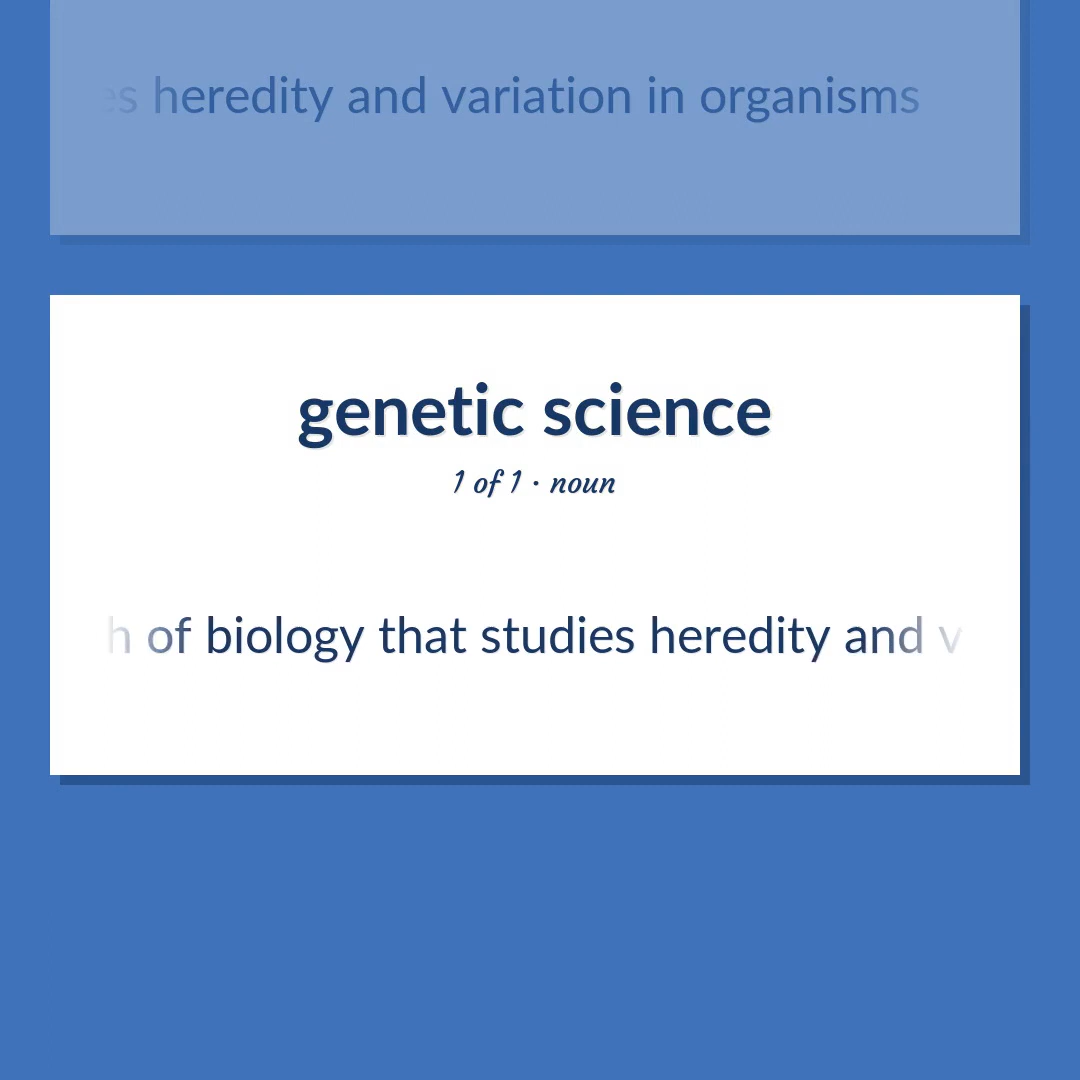 heredity and variation in organisms
genetic science
1 of 1 · noun
of biology that studies heredity and